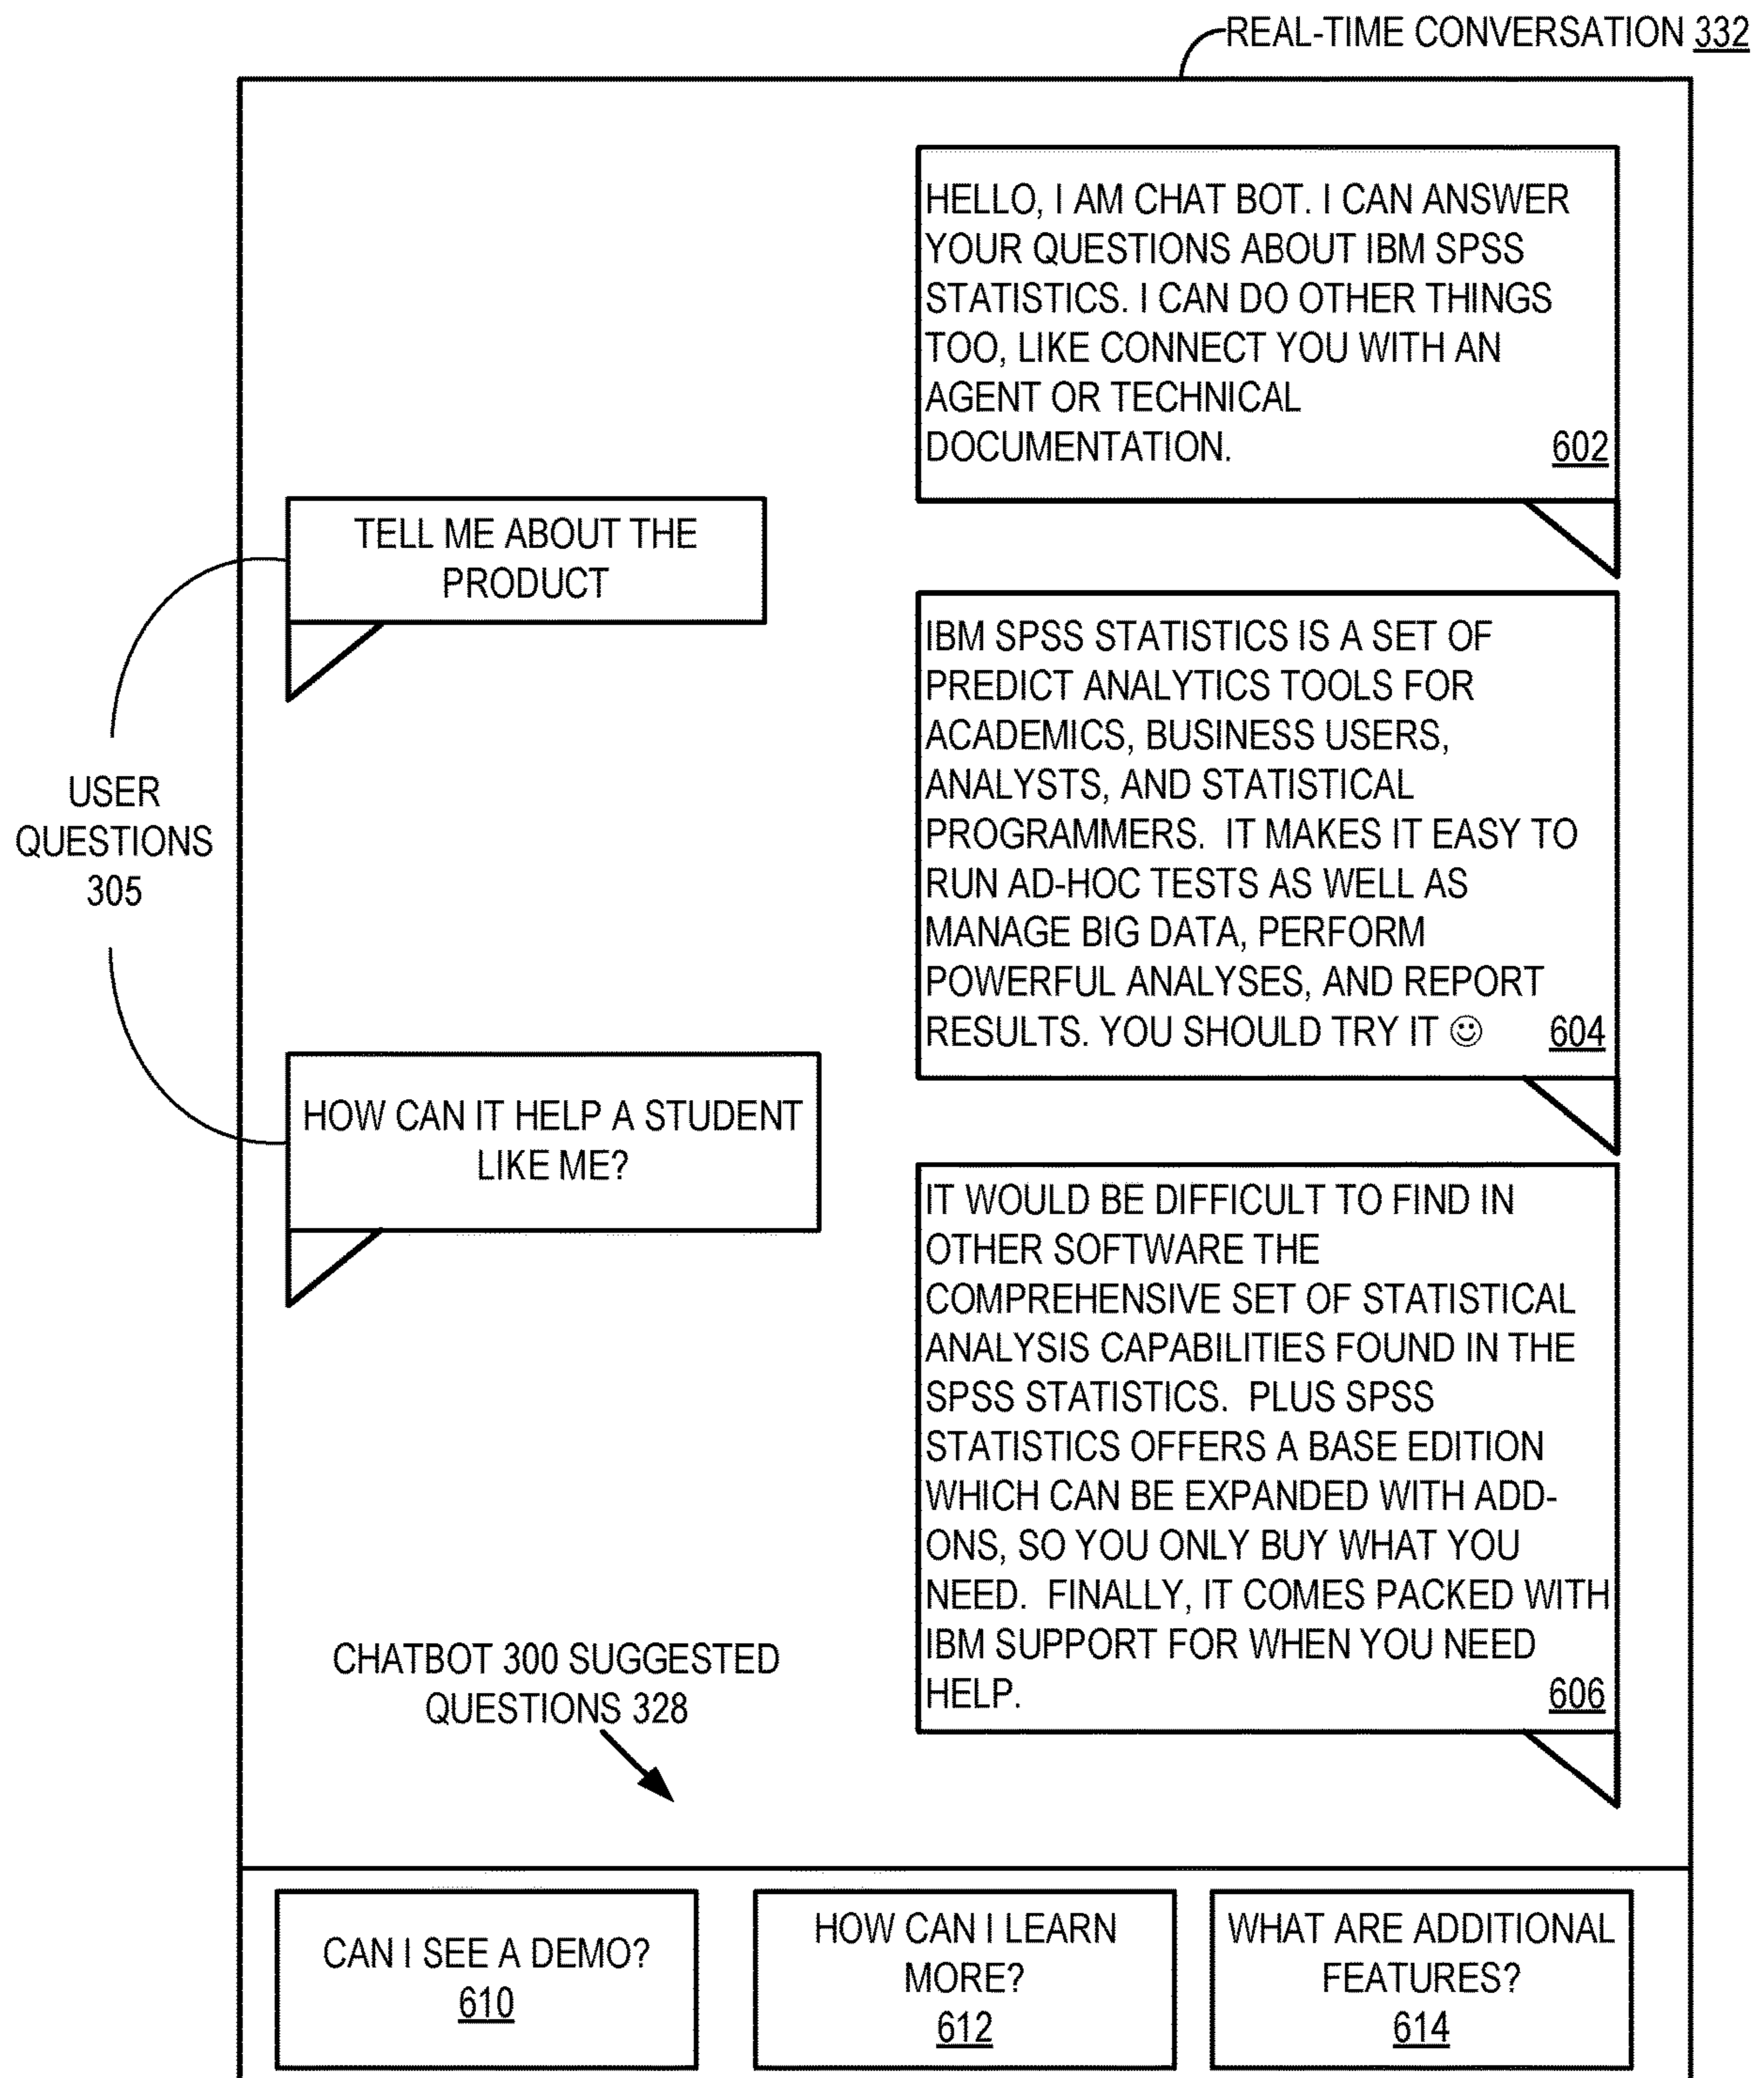 REAL-TIME CONVERSATION 332
HELLO, I AM CHAT BOT. I CAN ANSWER
YOUR QUESTIONS ABOUT IBM SPSS
STATISTICS. I CAN DO OTHER THINGS
TOO, LIKE CONNECT YOU WITH AN
AGENT OR TECHNICAL
DOCUMENTATION. 602
TELL ME ABOUT THE
PRODUCT
IBM SPSS STATISTICS IS A SET OF
PREDICT ANALYTICS TOOLS FOR
ACADEMICS, BUSINESS USERS,
ANALYSTS, AND STATISTICAL
PROGRAMMERS. IT MAKES IT EASY TO
RUN AD-HOC TESTS AS WELL AS
MANAGE BIG DATA, PERFORM
POWERFUL ANALYSES, AND REPORT
RESULTS. YOU SHOULD TRY IT ☺ 604
USER
QUESTIONS
305
HOW CAN IT HELP A STUDENT
LIKE ME?
IT WOULD BE DIFFICULT TO FIND IN
OTHER SOFTWARE THE
COMPREHENSIVE SET OF STATISTICAL
ANALYSIS CAPABILITIES FOUND IN THE
SPSS STATISTICS. PLUS SPSS
STATISTICS OFFERS A BASE EDITION
WHICH CAN BE EXPANDED WITH ADD-
ONS, SO YOU ONLY BUY WHAT YOU
NEED. FINALLY, IT COMES PACKED WITH
IBM SUPPORT FOR WHEN YOU NEED
HELP. 606
CHATBOT 300 SUGGESTED
QUESTIONS 328
CAN I SEE A DEMO?
610
HOW CAN I LEARN
MORE?
612
WHAT ARE ADDITIONAL
FEATURES?
614